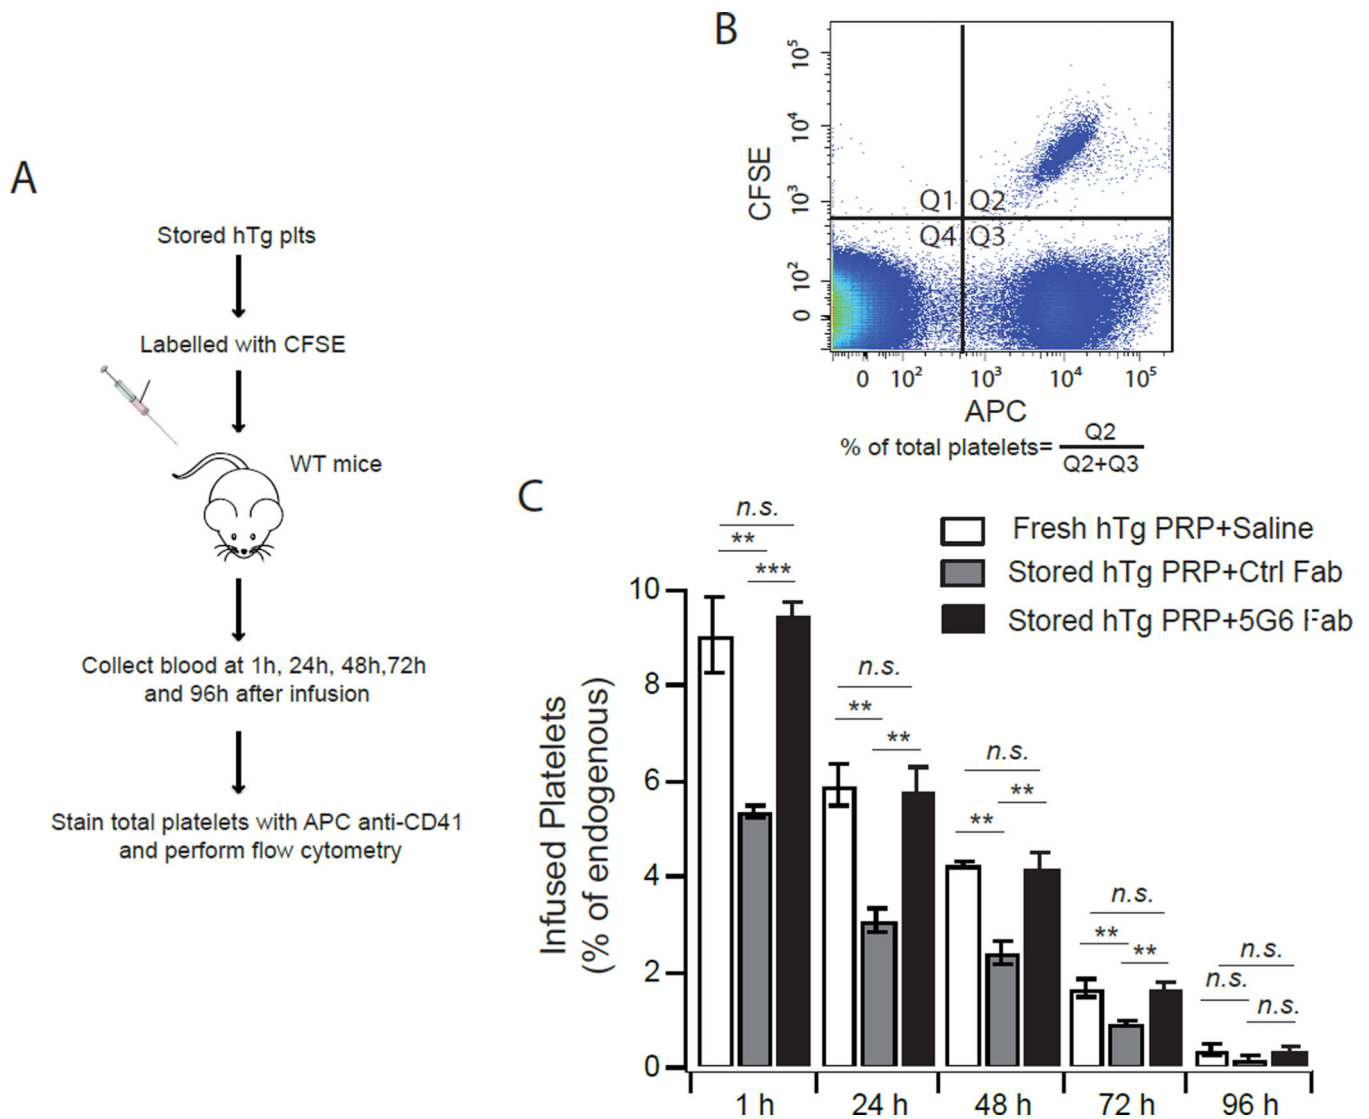 A
Stored hTg plts
Labelled with CFSE
WT mice
Collect blood at 1h, 24h, 48h,72h
and 96h after infusion
Stain total platelets with APC anti-CD41
and perform flow cytometry
B
CFSE
10⁵
10⁴
10³
10²
0
Q1 Q2
Q4 Q3
0 10² 10³ 10⁴ 10⁵
APC
% of total platelets= Q2
Q2+Q3
C
Fresh hTg PRP+Saline
Stored hTg PRP+Ctrl Fab
Stored hTg PRP+5G6 Fab
Infused Platelets
(% of endogenous)
10
8
6
4
2
0
n.s.
**
***
n.s.
**
**
n.s.
**
**
n.s.
**
**
n.s.
n.s.
n.s.
1 h 24 h 48 h 72 h 96 h